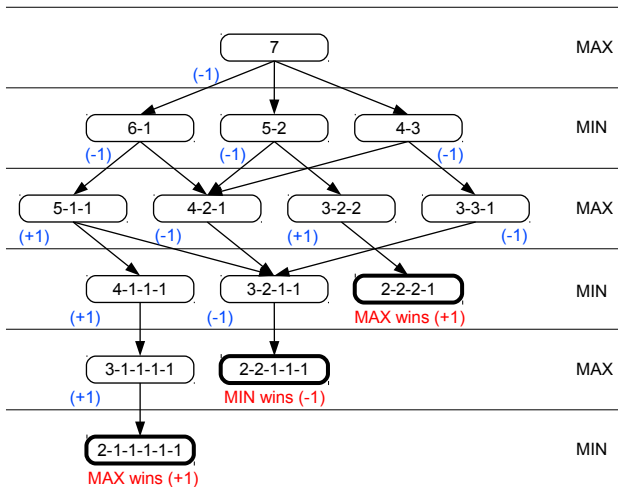 7 MAX
(-1)
6-1 5-2 4-3 MIN
(-1) (-1) (-1)
5-1-1 4-2-1 3-2-2 3-3-1 MAX
(+1) (-1) (+1) (-1)
4-1-1-1 3-2-1-1 2-2-2-1 MIN
(+1) (-1) MAX wins (+1)
3-1-1-1-1 2-2-1-1-1 MAX
(+1) MIN wins (-1)
2-1-1-1-1-1 MIN
MAX wins (+1)